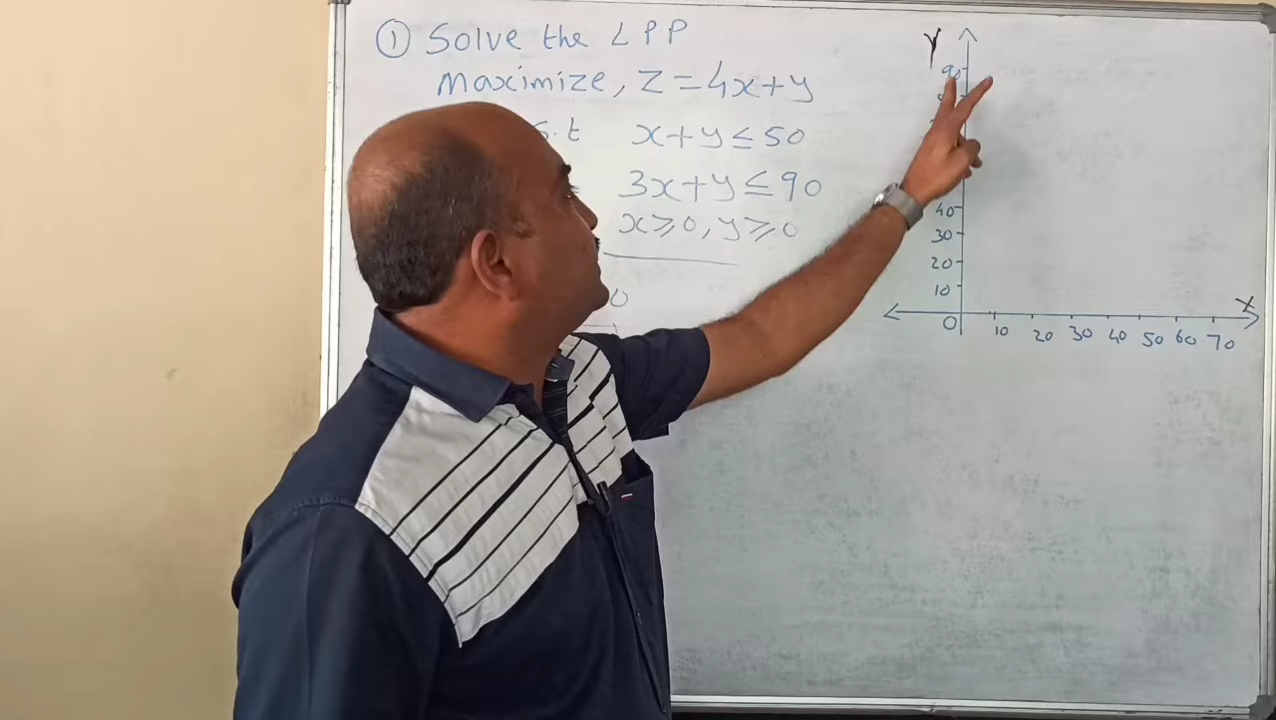 ① Solve the LPP
Maximize, Z = 4x+y
s.t x+y ≤ 50
3x+y ≤ 90
x ≥ 0, y ≥ 0
0
Y
90
40
30
20
10
0 10 20 30 40 50 60 70
X